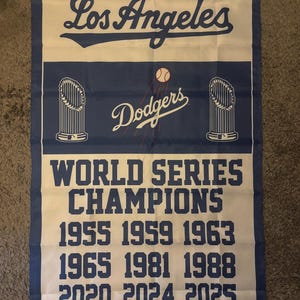 Los Angeles
Dodgers
WORLD SERIES
CHAMPIONS
1955 1959 1963
1965 1981 1988
2020 2024 2025